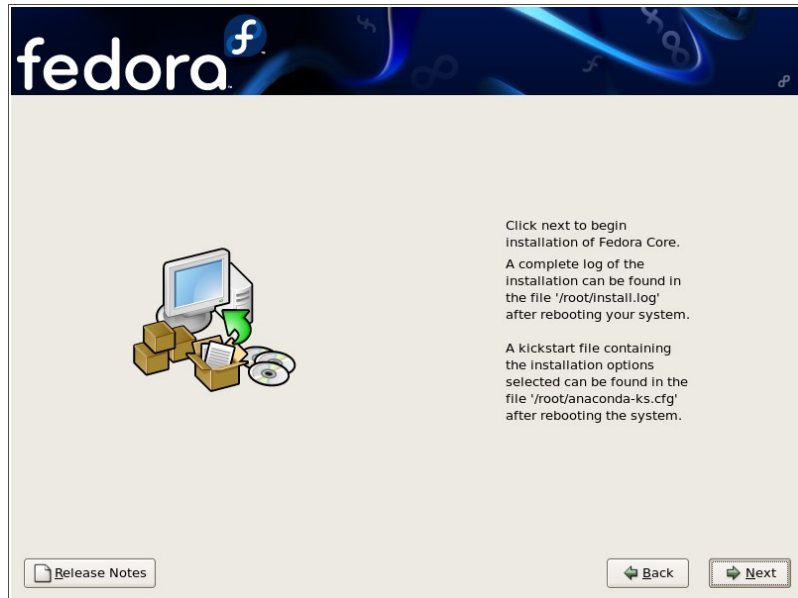 fedora
Click next to begin
installation of Fedora Core.
A complete log of the
installation can be found in
the file '/root/install.log'
after rebooting your system.
A kickstart file containing
the installation options
selected can be found in the
file '/root/anaconda-ks.cfg'
after rebooting the system.
Release Notes
Back
Next